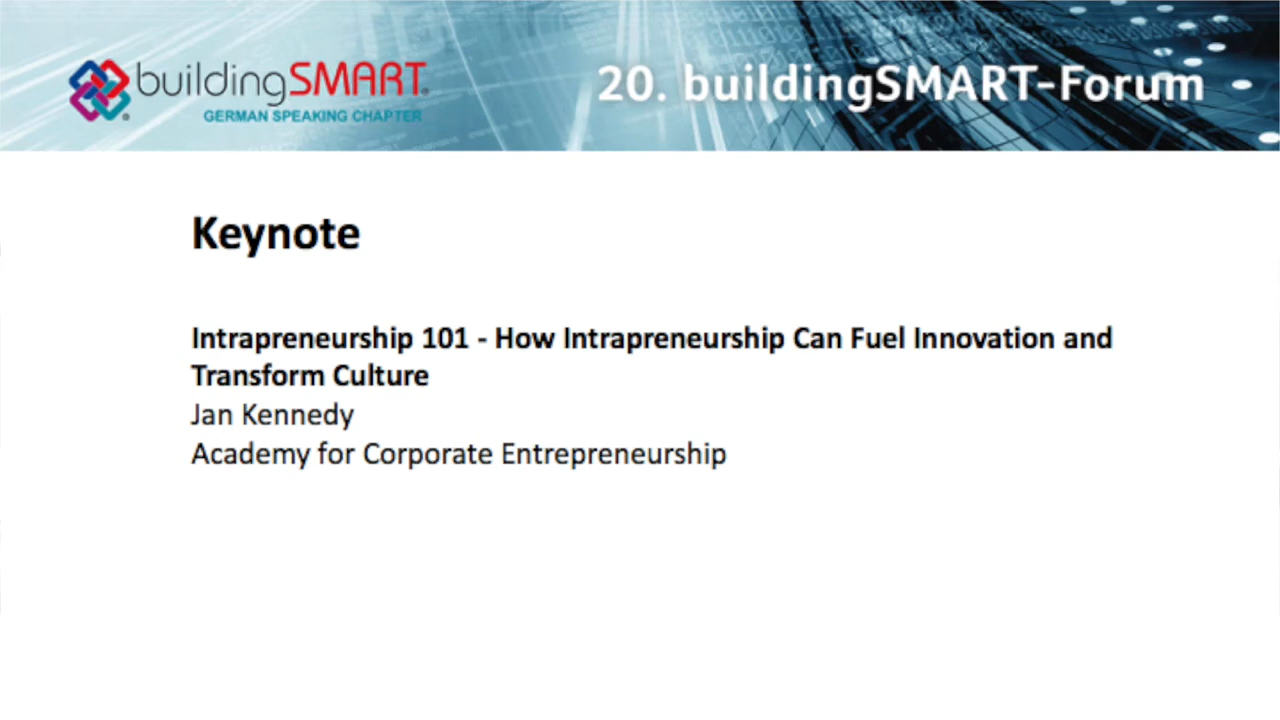 buildingSMART®
GERMAN SPEAKING CHAPTER
20. buildingSMART-Forum
Keynote
Intrapreneurship 101 - How Intrapreneurship Can Fuel Innovation and
Transform Culture
Jan Kennedy
Academy for Corporate Entrepreneurship